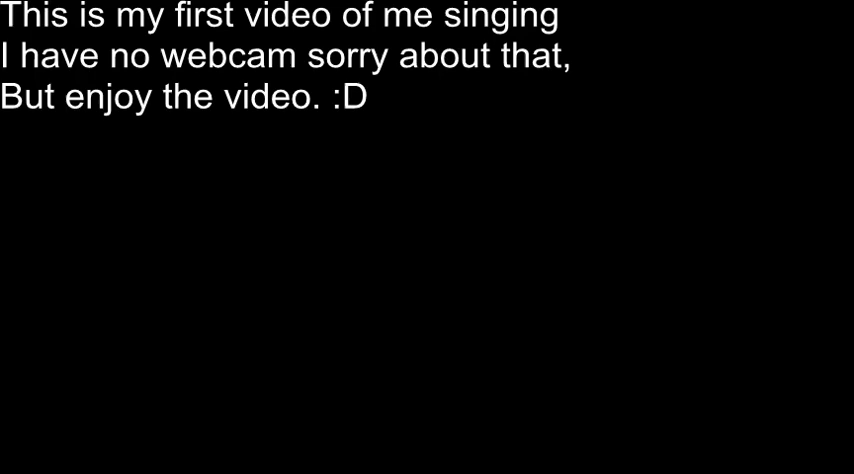 This is my first video of me singing
I have no webcam sorry about that,
But enjoy the video. :D